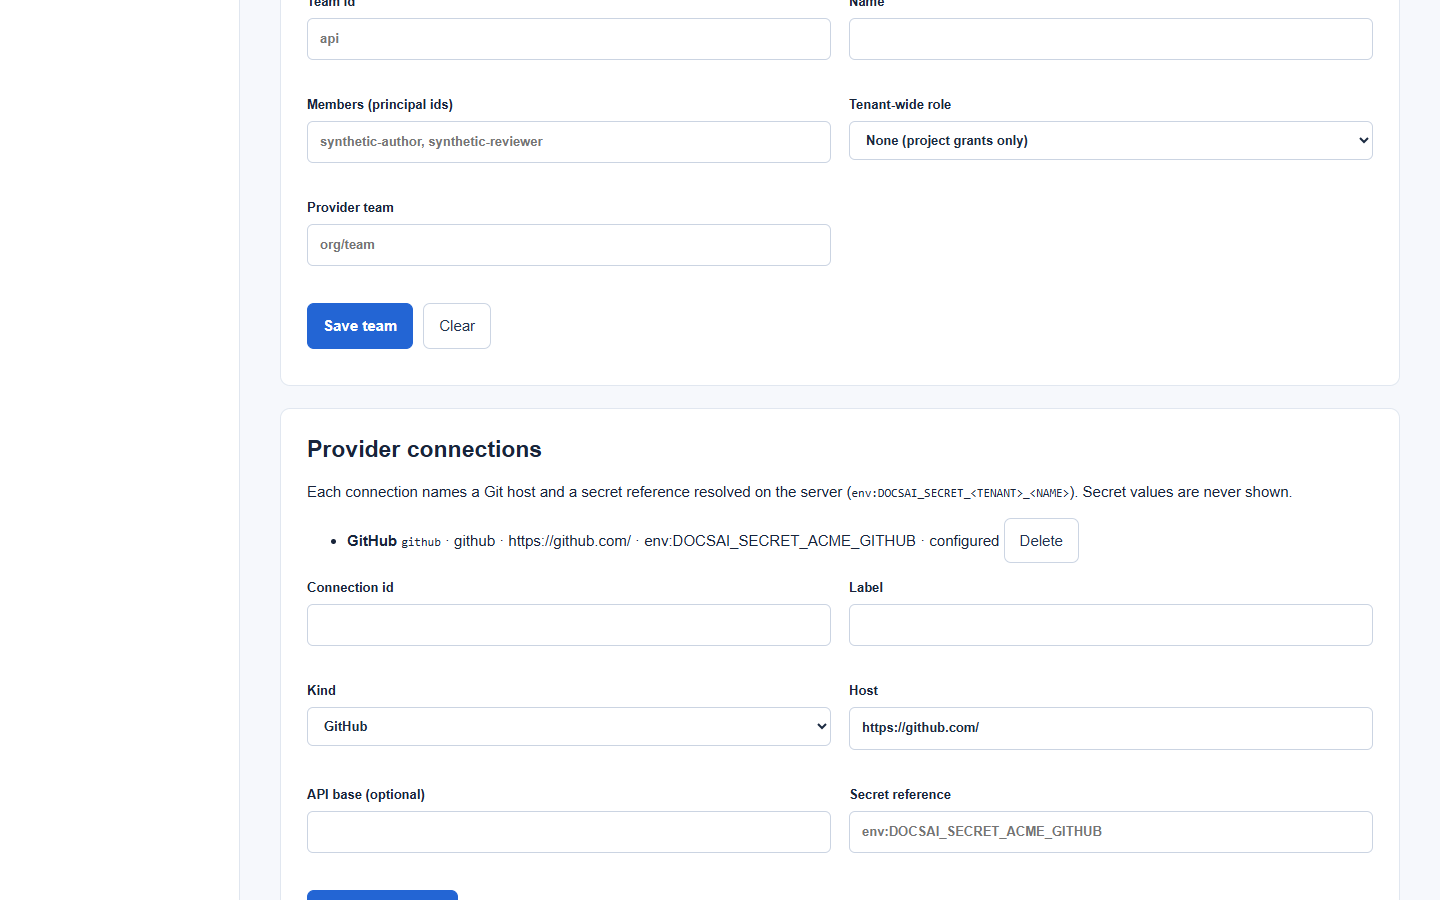 Team id
Name
api
Members (principal ids)
Tenant-wide role
synthetic-author, synthetic-reviewer
None (project grants only)
Provider team
org/team
Save team
Clear
Provider connections
Each connection names a Git host and a secret reference resolved on the server (env:DOCSAI_SECRET_<TENANT>_<NAME>). Secret values are never shown.
• GitHub github · github · https://github.com/ · env:DOCSAI_SECRET_ACME_GITHUB · configured Delete
Connection id
Label
Kind
Host
GitHub
https://github.com/
API base (optional)
Secret reference
env:DOCSAI_SECRET_ACME_GITHUB